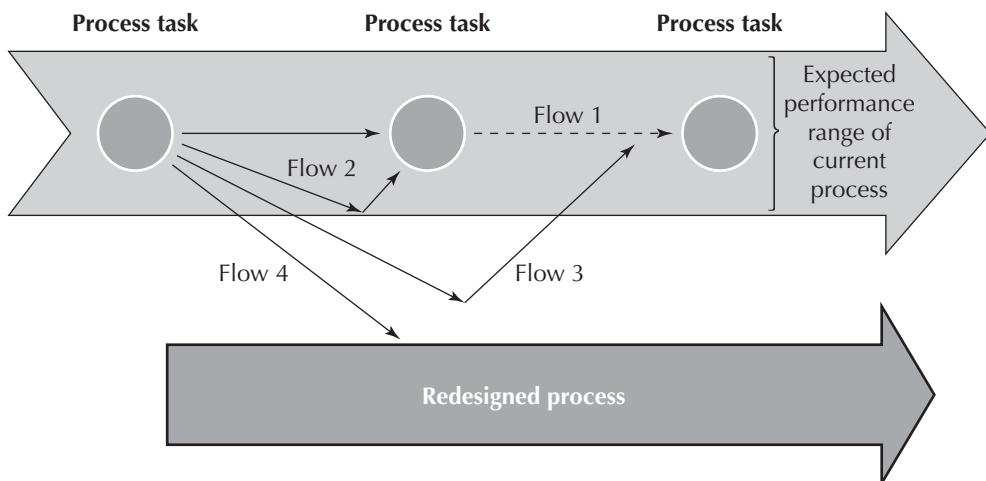 Process task
Process task
Process task
Flow 1
Flow 2
Flow 3
Flow 4
Expected
performance
range of
current
process
Redesigned process